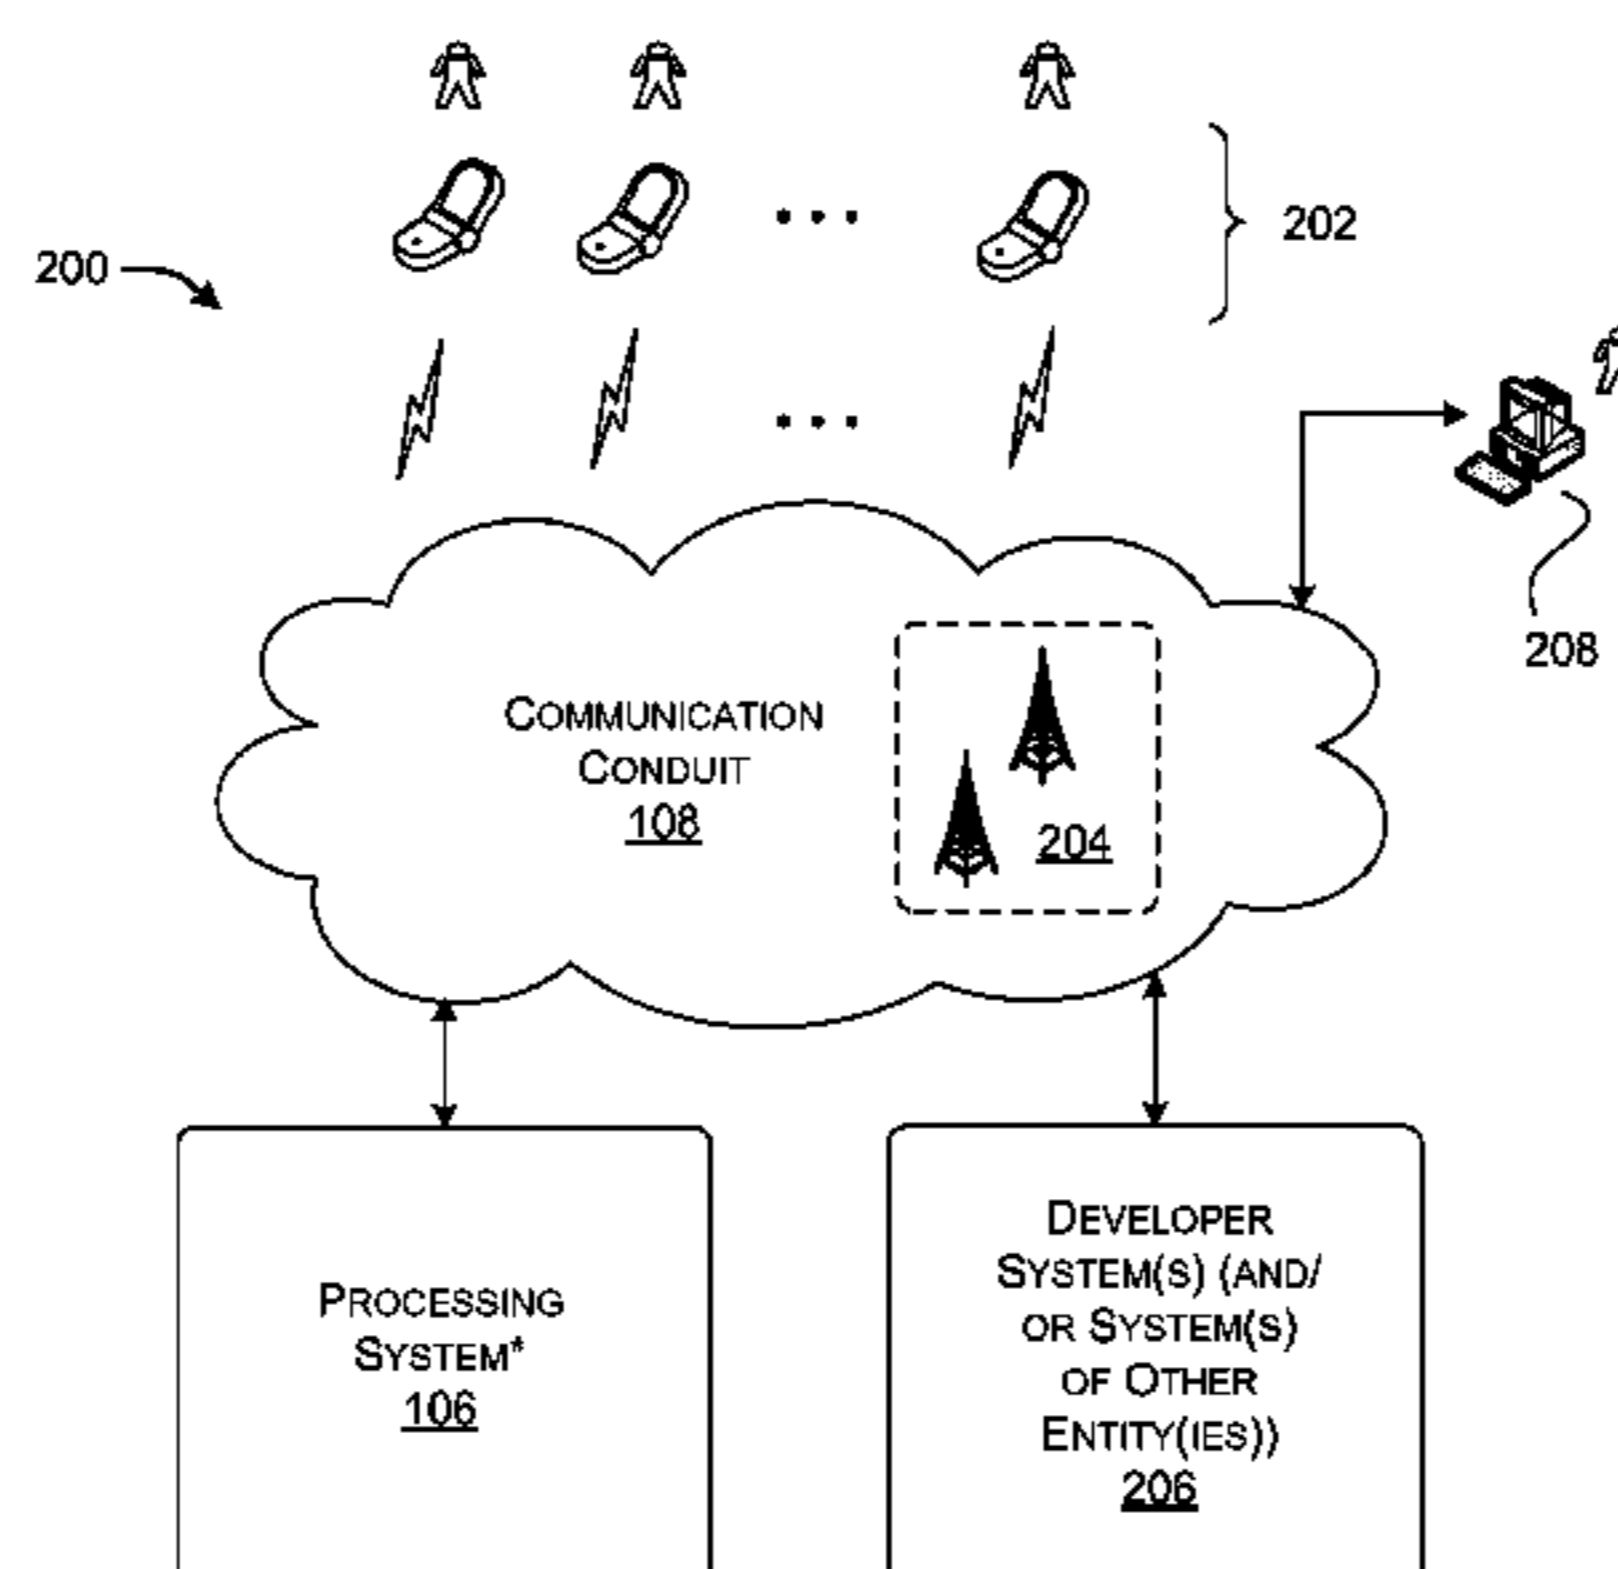 202
200
208
COMMUNICATION
CONDUIT
108
204
PROCESSING
SYSTEM*
106
DEVELOPER
SYSTEM(S) (AND/
OR SYSTEM(S)
OF OTHER
ENTITY(IES))
206